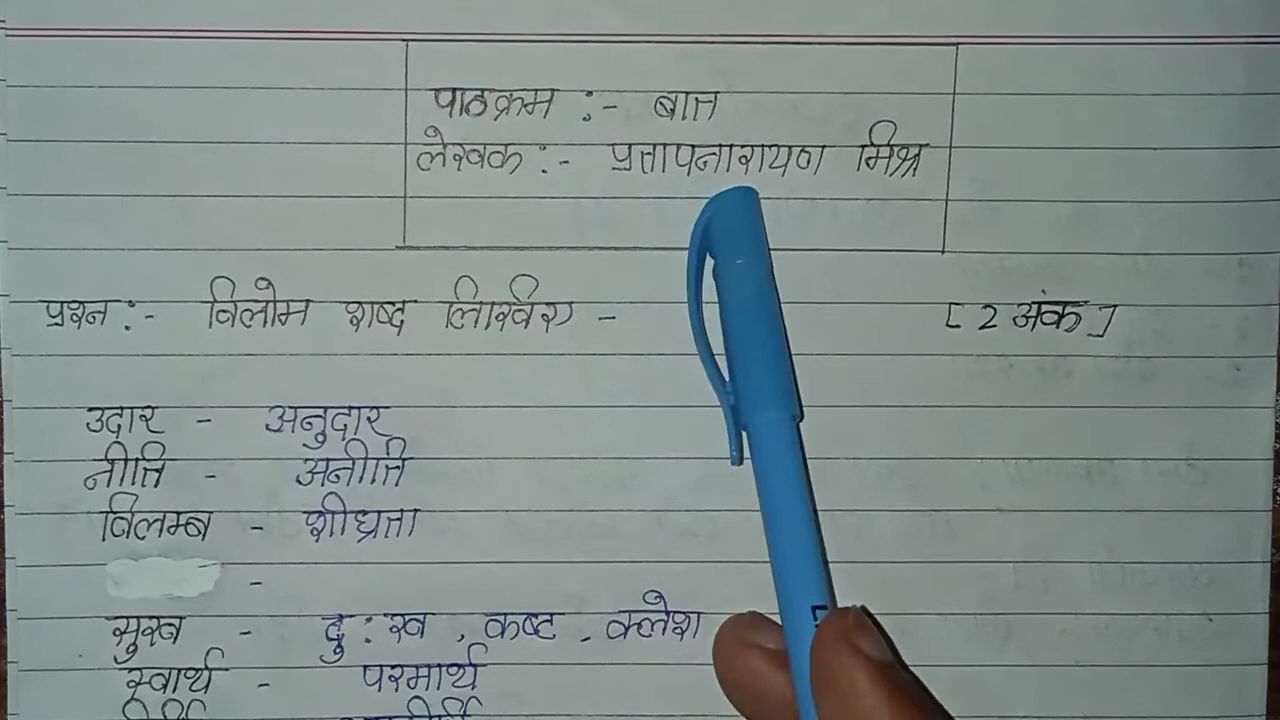 पाठक्रम :- बात
लेखक :- प्रतापनारायण मिश्र
प्रश्न :- विलोम शब्द लिखिए - [2 अंक]
उदार - अनुदार
नीति - अनीति
विलम्ब - शीघ्रता
-
सुख - दु:ख , कष्ट , क्लेश
स्वार्थ - परमार्थ